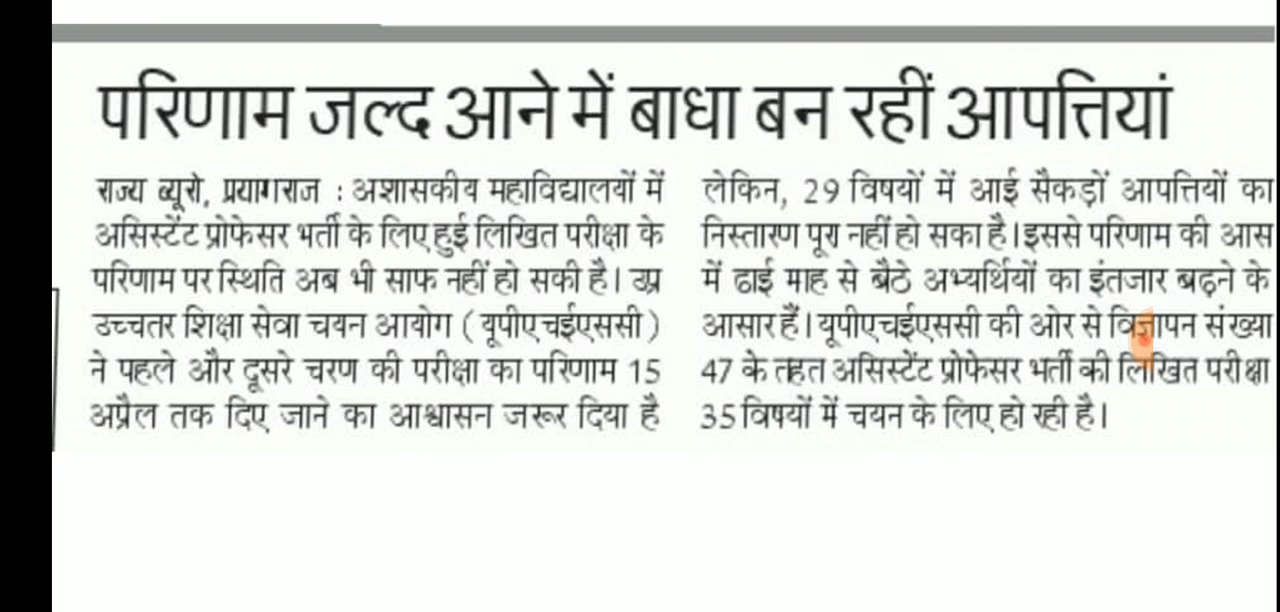 परिणाम जल्द आने में बाधा बन रहीं आपत्तियां
राज्य ब्यूरो, प्रयागराज : अशासकीय महाविद्यालयों में
असिस्टेंट प्रोफेसर भर्ती के लिए हुई लिखित परीक्षा के
परिणाम पर स्थिति अब भी साफ नहीं हो सकी है। उप्र
उच्चतर शिक्षा सेवा चयन आयोग (यूपीएचईएससी)
ने पहले और दूसरे चरण की परीक्षा का परिणाम 15
अप्रैल तक दिए जाने का आश्वासन जरूर दिया है
लेकिन, 29 विषयों में आई सैकड़ों आपत्तियों का
निस्तारण पूरा नहीं हो सका है। इससे परिणाम की आस
में ढाई माह से बैठे अभ्यर्थियों का इंतजार बढ़ने के
आसार हैं। यूपीएचईएससी की ओर से विज्ञापन संख्या
47 के तहत असिस्टेंट प्रोफेसर भर्ती की लिखित परीक्षा
35 विषयों में चयन के लिए हो रही है।